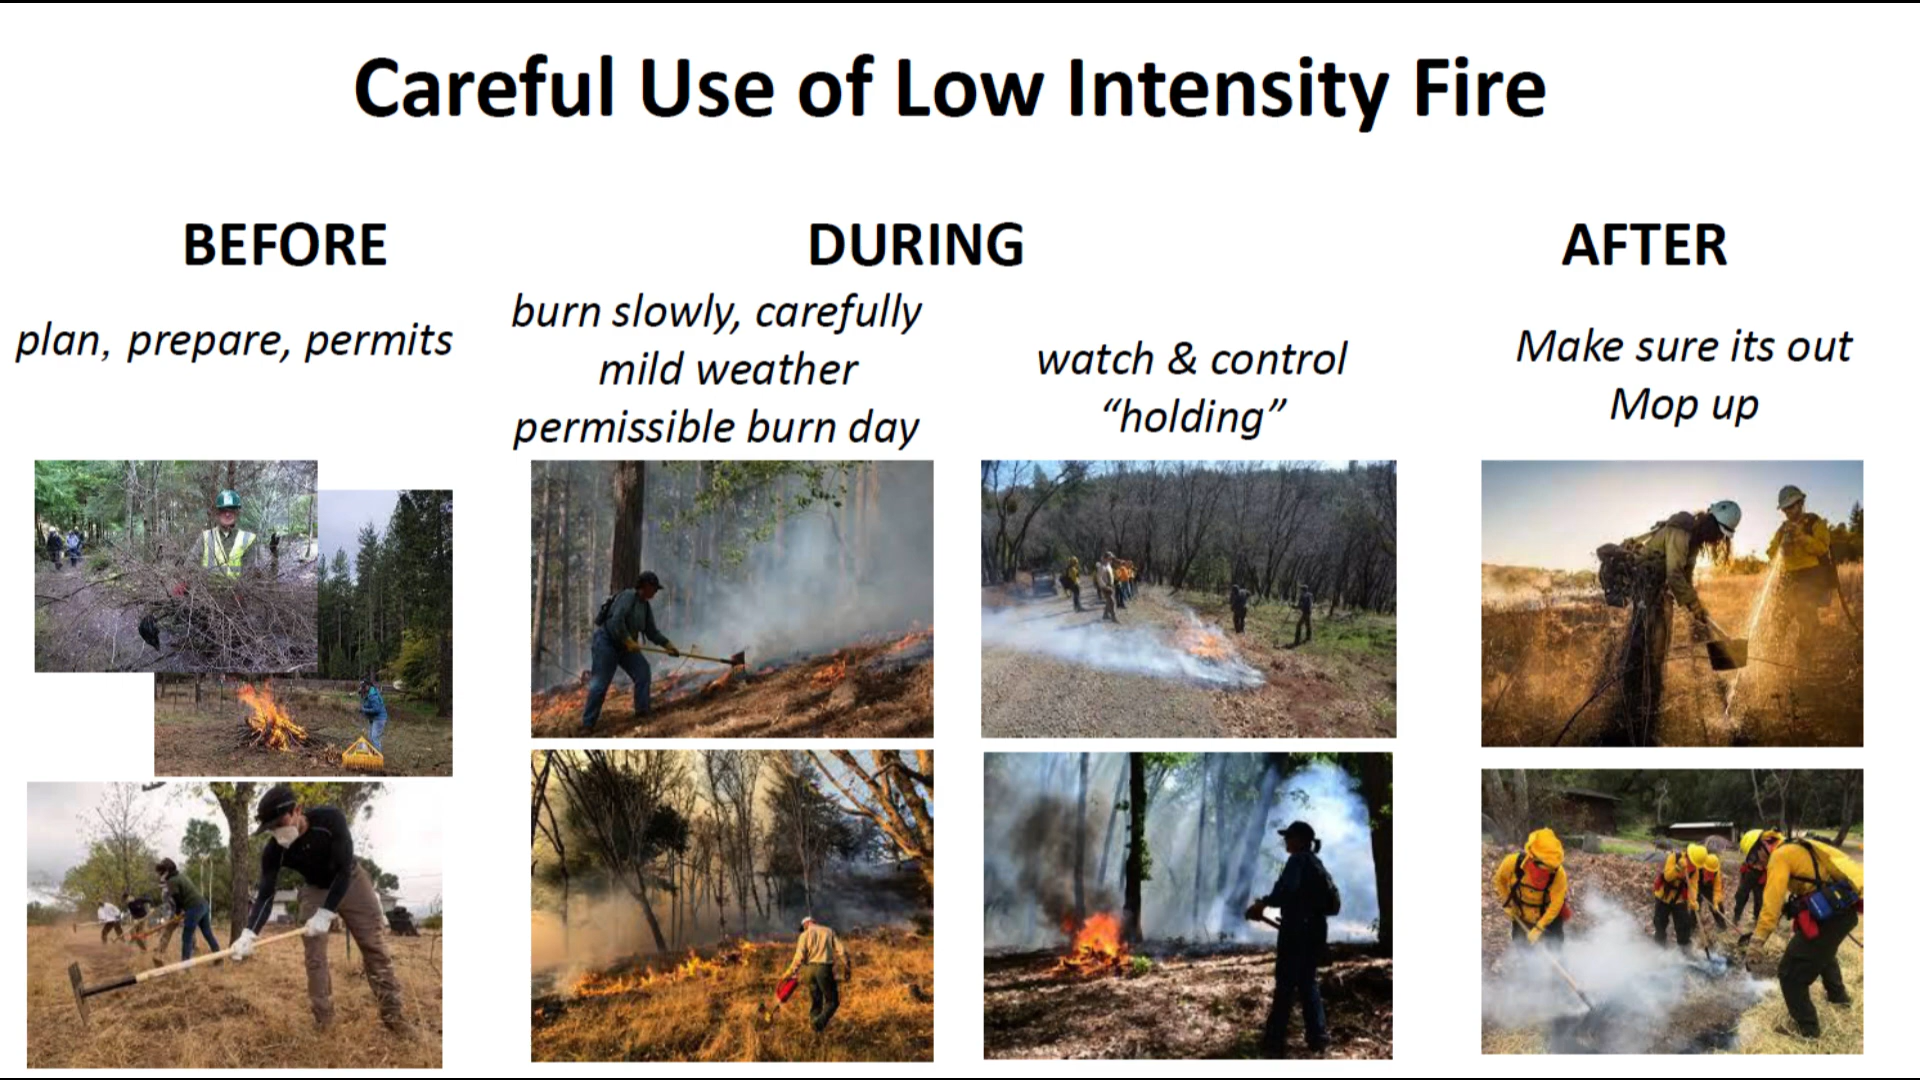 Careful Use of Low Intensity Fire
BEFORE
plan, prepare, permits
DURING
burn slowly, carefully
mild weather
permissible burn day
watch & control
“holding”
AFTER
Make sure its out
Mop up